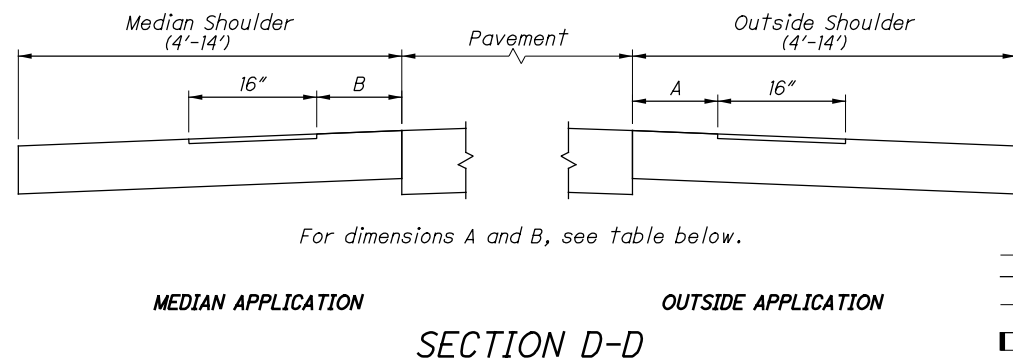 Median Shoulder
(4'-14')
Pavement
Outside Shoulder
(4'-14')
16"
B
A
16"
For dimensions A and B, see table below.
MEDIAN APPLICATION
OUTSIDE APPLICATION
SECTION D-D